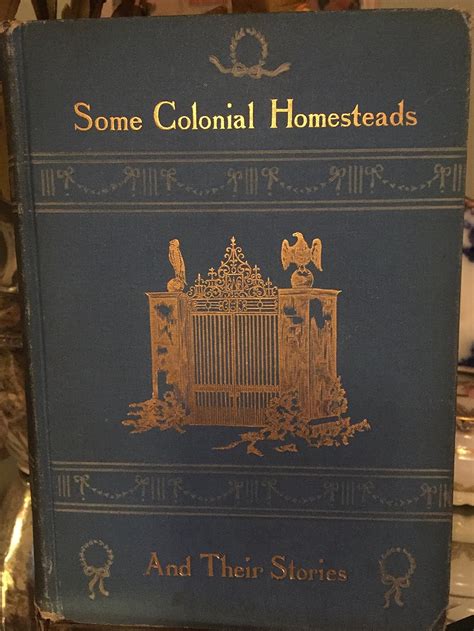 Some Colonial Homesteads
And Their Stories